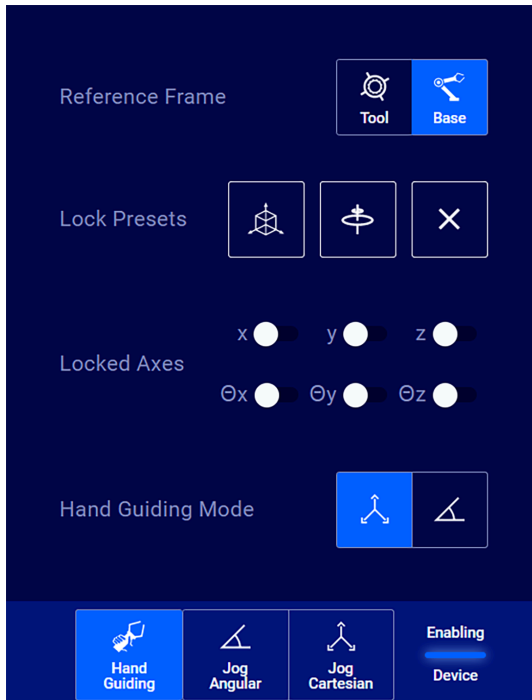 Reference Frame
Tool
Base
Lock Presets
x
y
z
Locked Axes
Θx
Θy
Θz
Hand Guiding Mode
Hand
Guiding
Jog
Angular
Jog
Cartesian
Enabling
Device